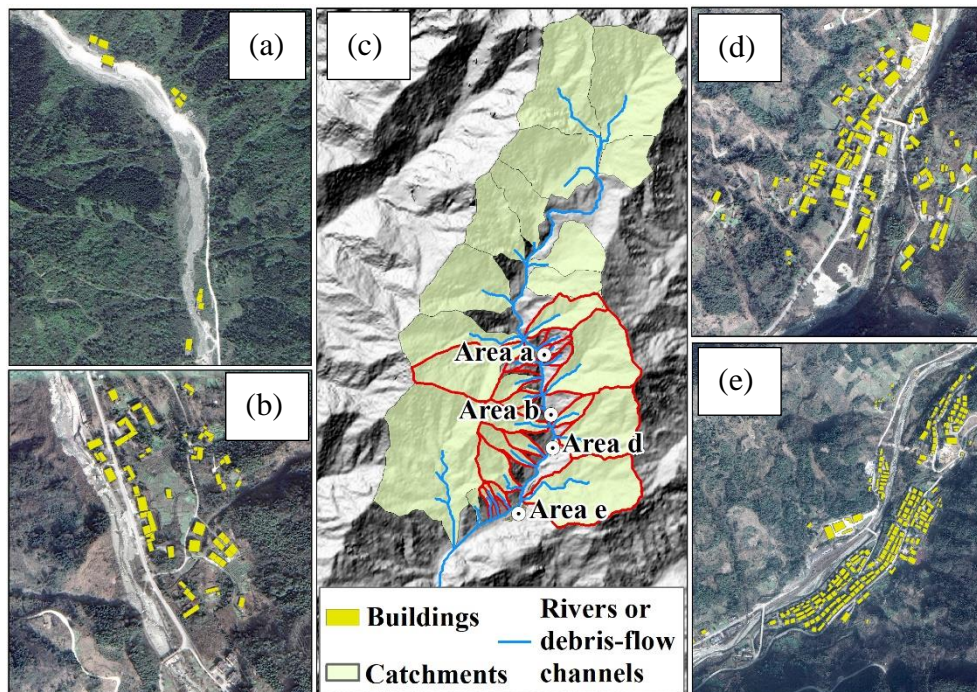 (a)
(c)
(d)
Area a
Area b
Area d
Area e
(b)
(e)
Buildings
Rivers or
debris-flow
channels
Catchments